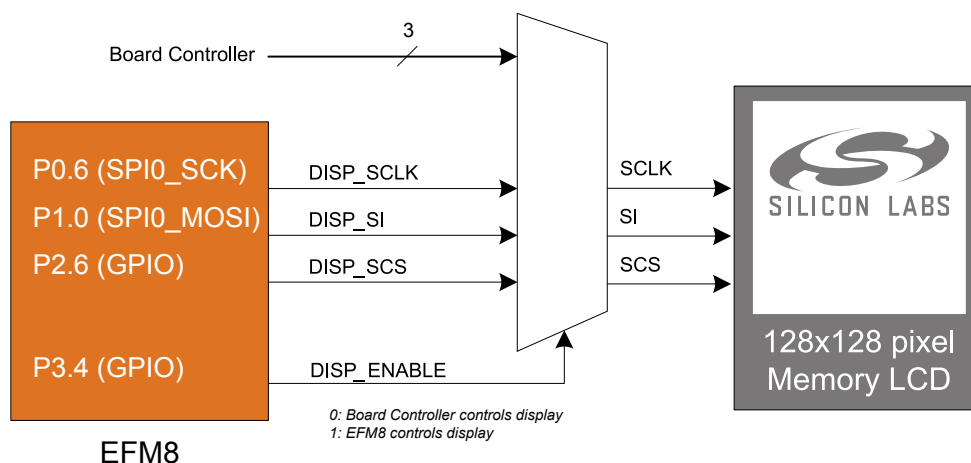 3
Board Controller
P0.6 (SPI0_SCK)
DISP_SCLK
SCLK
P1.0 (SPI0_MOSI)
DISP_SI
SI
P2.6 (GPIO)
DISP_SCS
SCS
P3.4 (GPIO)
DISP_ENABLE
SILICON LABS
128x128 pixel
Memory LCD
0: Board Controller controls display
1: EFM8 controls display
EFM8